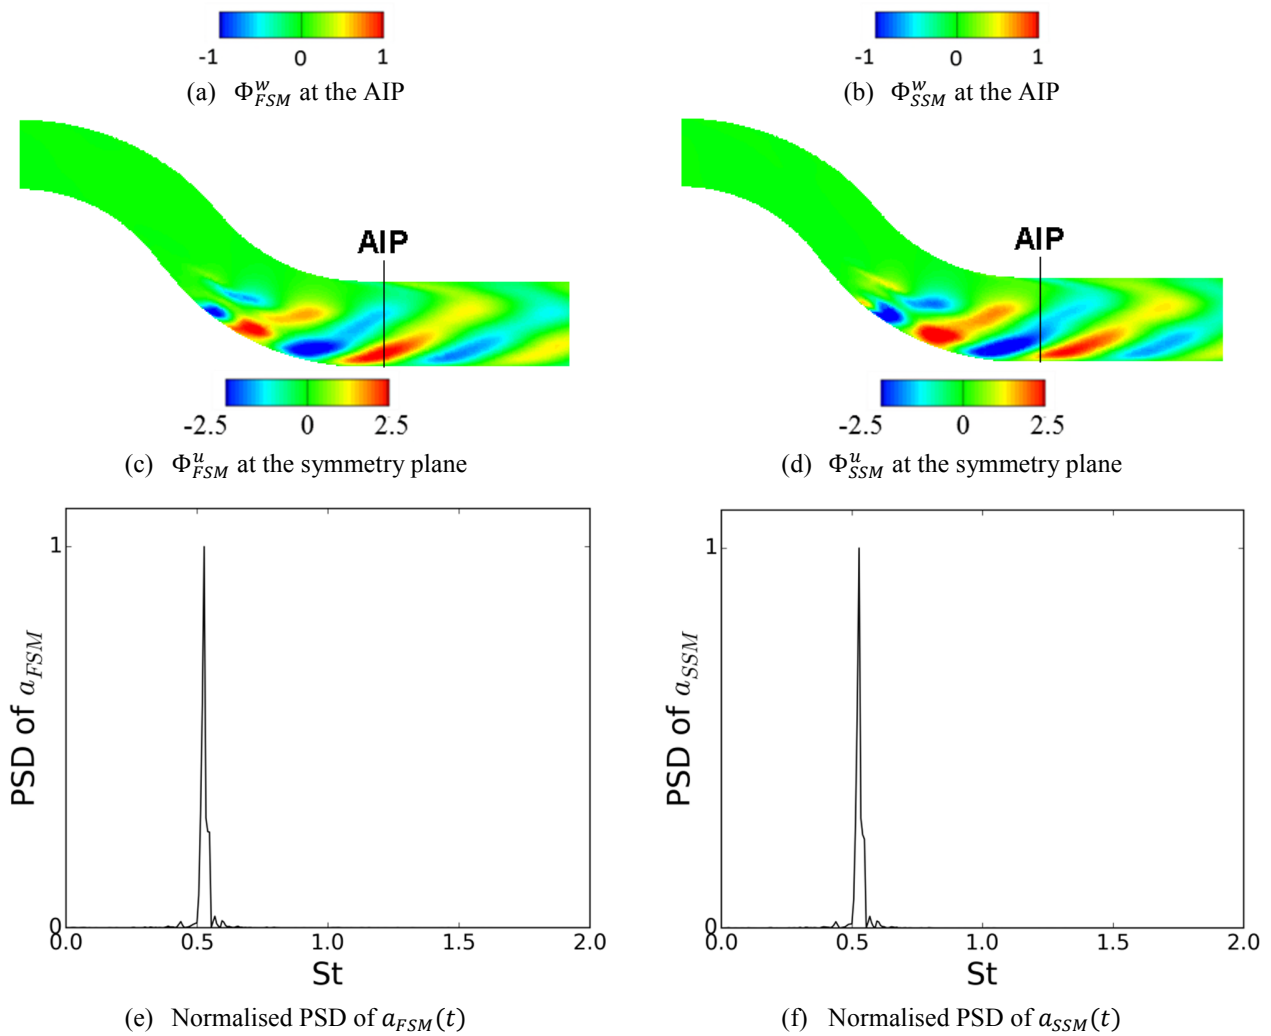 -1 0 1 -1 0 1
(a) Φ^w_FSM at the AIP (b) Φ^w_SSM at the AIP
AIP AIP
-2.5 0 2.5 -2.5 0 2.5
(c) Φ^u_FSM at the symmetry plane (d) Φ^u_SSM at the symmetry plane
1
PSD of a_FSM
0
0.0 0.5 1.0 1.5 2.0
St
1
PSD of a_SSM
0
0.0 0.5 1.0 1.5 2.0
St
(e) Normalised PSD of a_FSM(t) (f) Normalised PSD of a_SSM(t)